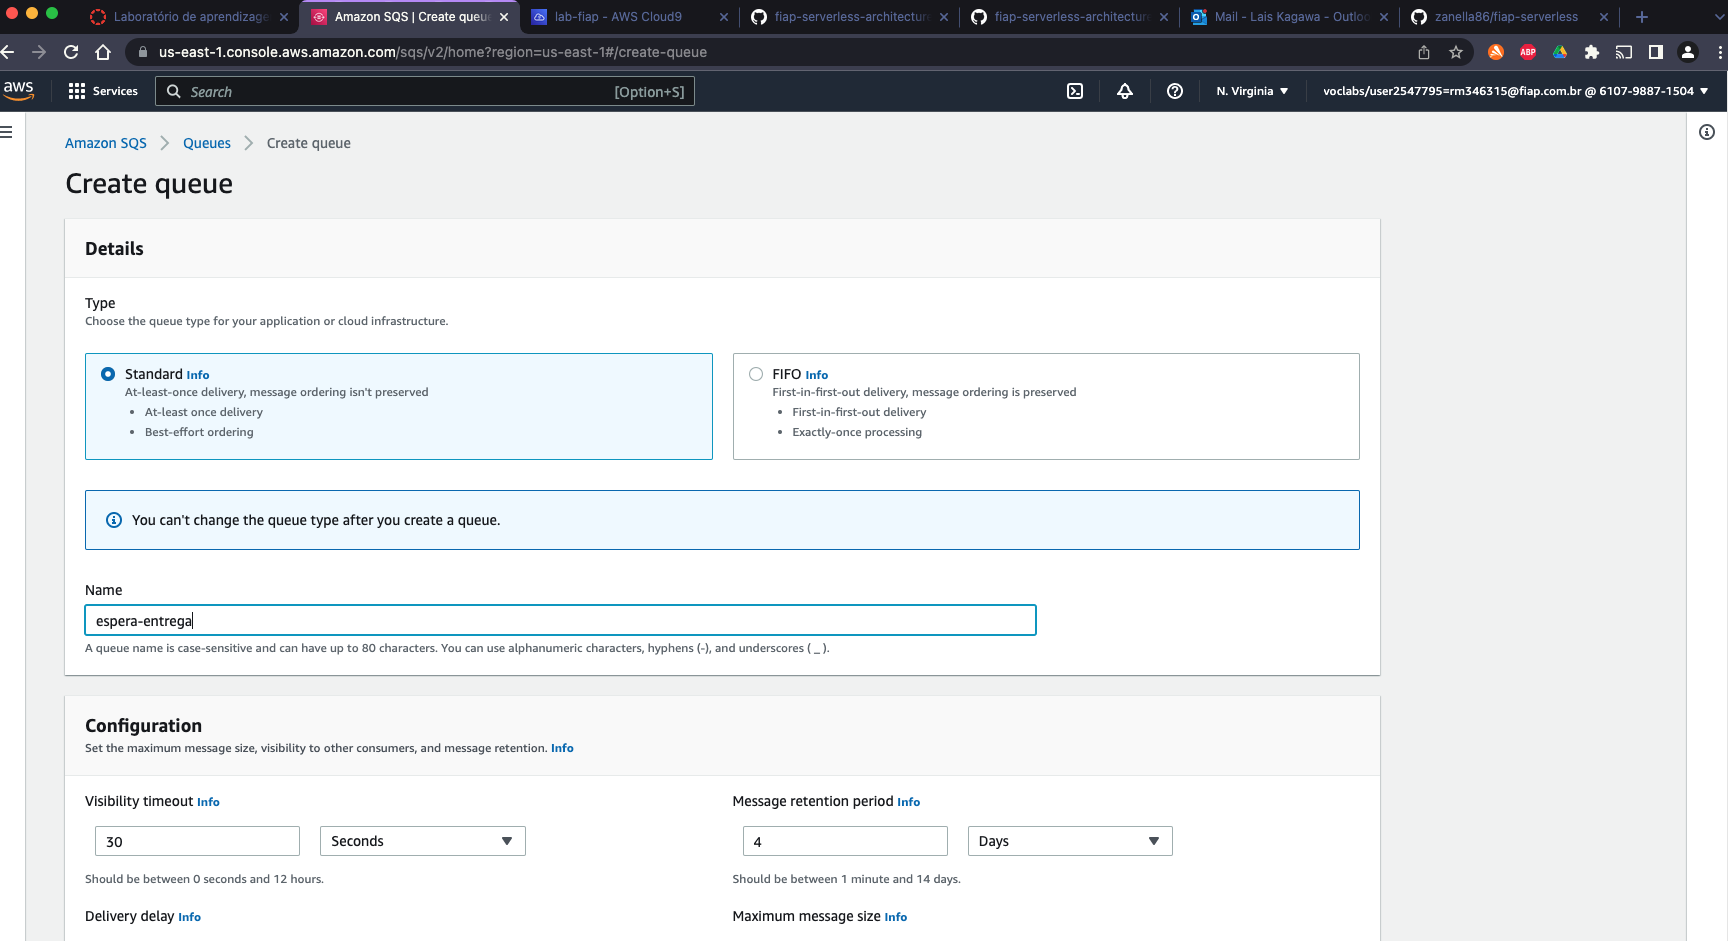 Laboratório de aprendizage
Amazon SQS | Create queue
lab-fiap - AWS Cloud9
fiap-serverless-architecture
fiap-serverless-architecture
Mail - Lais Kagawa - Outloo
zanella86/fiap-serverless
us-east-1.console.aws.amazon.com/sqs/v2/home?region=us-east-1#/create-queue
ABP
aws
Services
Search
[Option+S]
N. Virginia
voclabs/user2547795=rm346315@fiap.com.br @ 6107-9887-1504
Amazon SQS
Queues
Create queue
Create queue
Details
Type
Choose the queue type for your application or cloud infrastructure.
Standard Info
At-least-once delivery, message ordering isn't preserved
• At-least once delivery
• Best-effort ordering
FIFO Info
First-in-first-out delivery, message ordering is preserved
• First-in-first-out delivery
• Exactly-once processing
You can't change the queue type after you create a queue.
Name
espera-entrega
A queue name is case-sensitive and can have up to 80 characters. You can use alphanumeric characters, hyphens (-), and underscores ( _ ).
Configuration
Set the maximum message size, visibility to other consumers, and message retention. Info
Visibility timeout Info
30
Seconds
Should be between 0 seconds and 12 hours.
Message retention period Info
4
Days
Should be between 1 minute and 14 days.
Delivery delay Info
Maximum message size Info